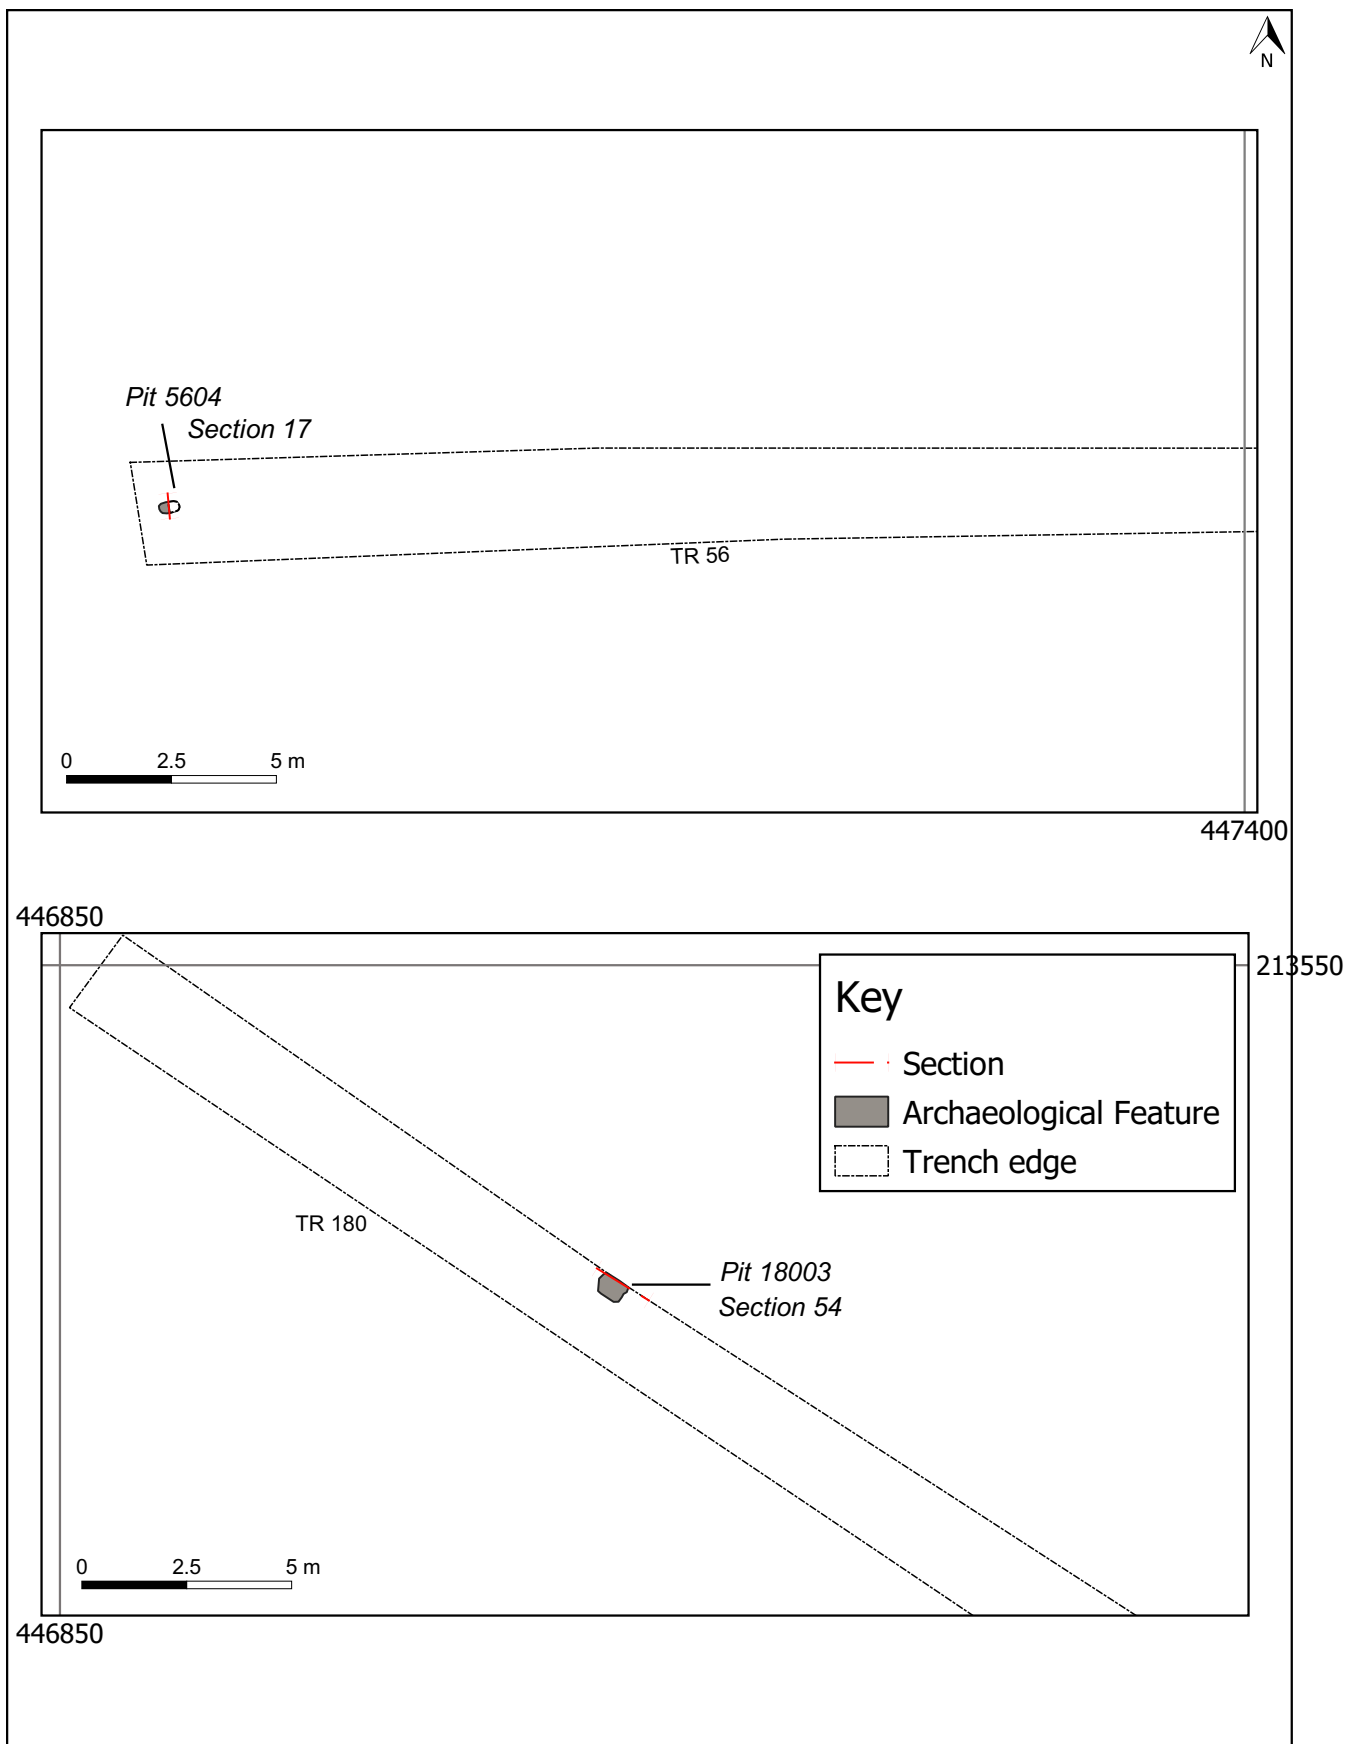 N
Pit 5604
Section 17
TR 56
0 2.5 5 m
447400
446850
213550
Key
Section
Archaeological Feature
Trench edge
TR 180
Pit 18003
Section 54
0 2.5 5 m
446850